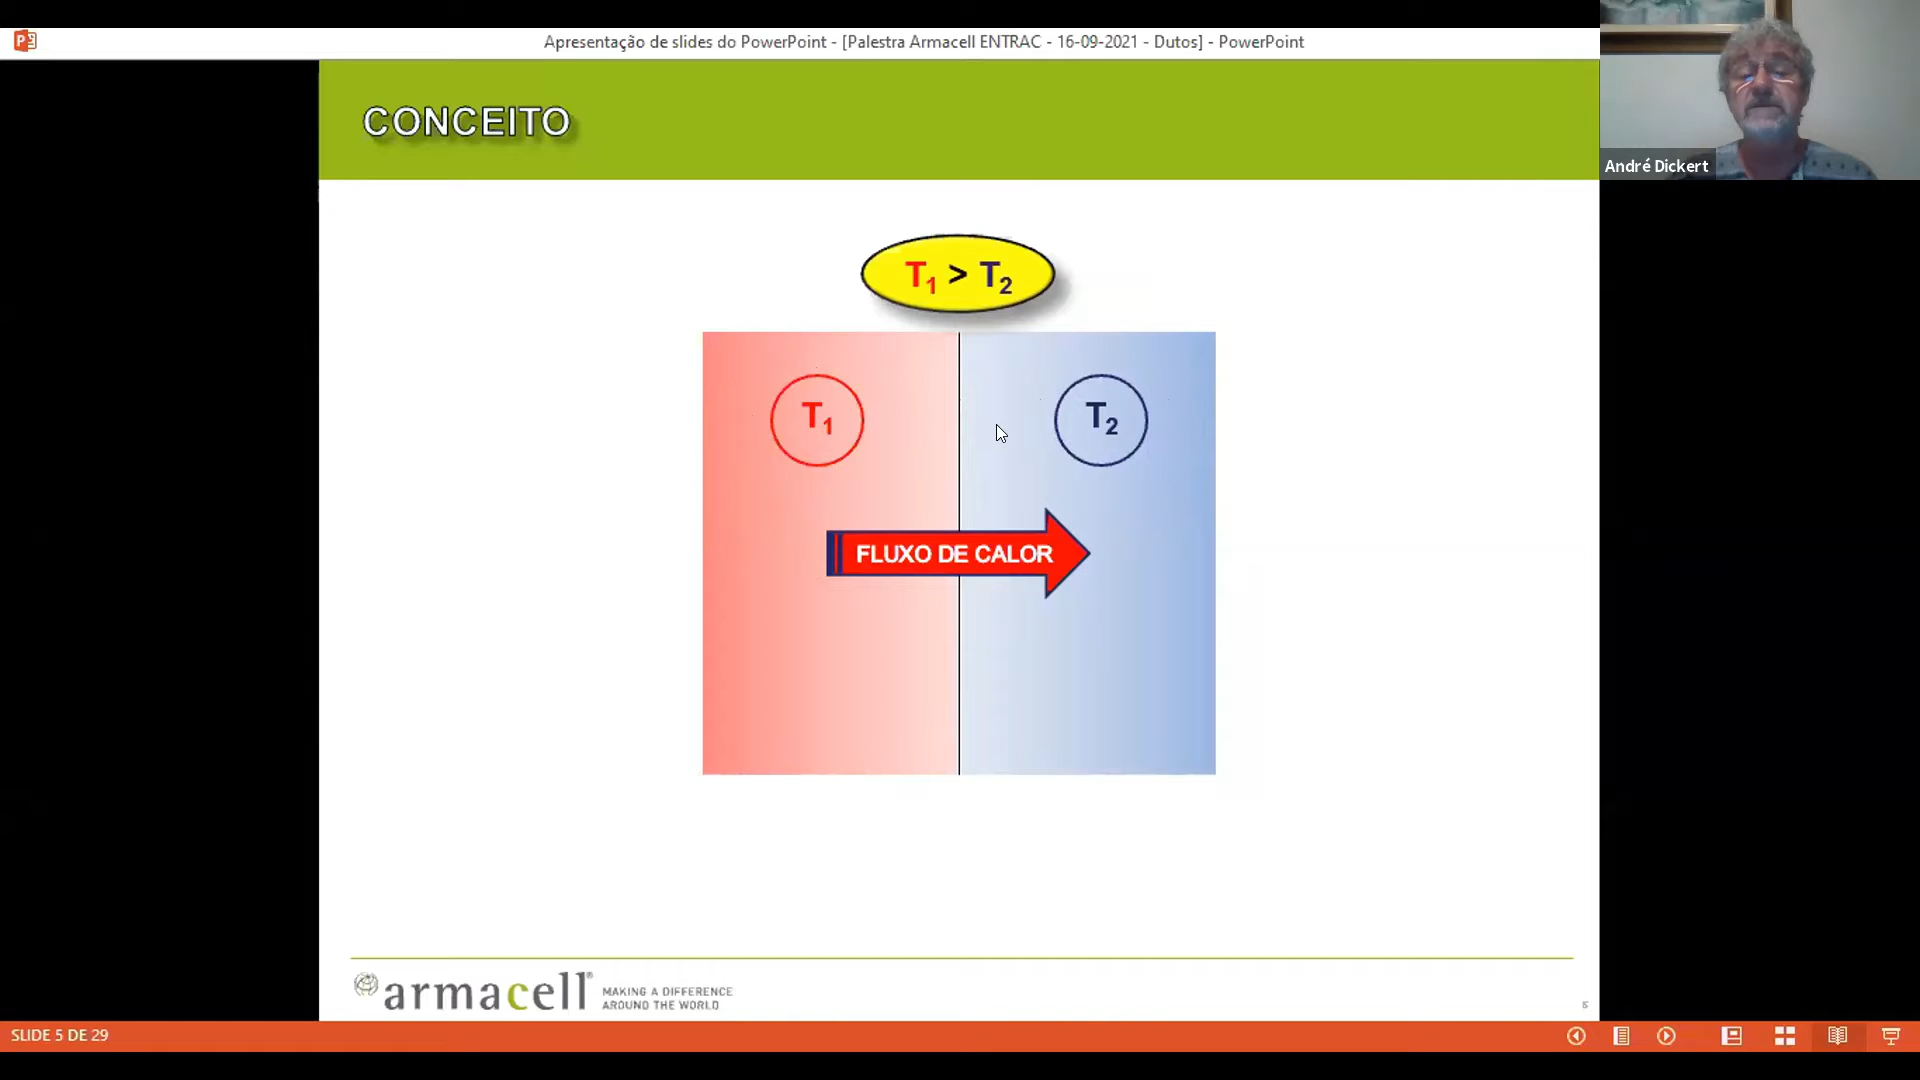 Apresentação de slides do PowerPoint - [Palestra Armacell ENTRAC - 16-09-2021 - Dutos] - PowerPoint
CONCEITO
André Dickert
T1 > T2
T1
T2
FLUXO DE CALOR
armacell®
MAKING A DIFFERENCE
AROUND THE WORLD
5
SLIDE 5 DE 29